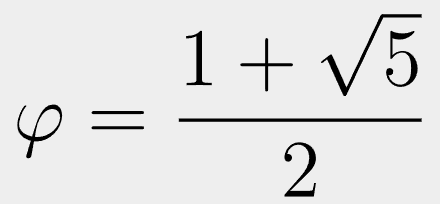 φ = (1 + √5) / 2